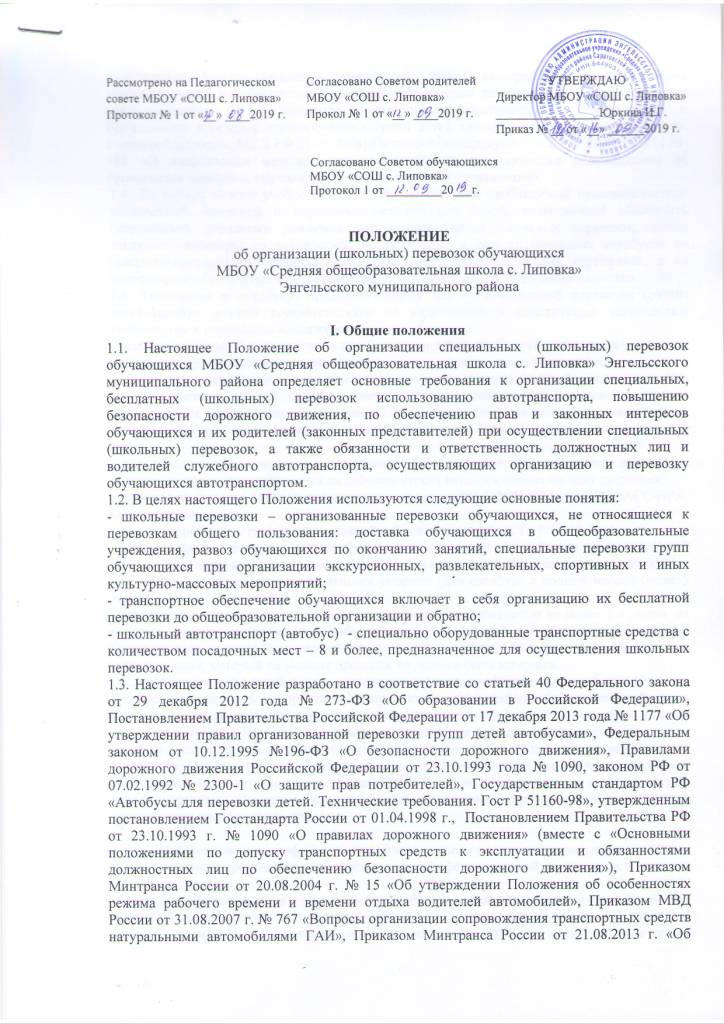 Рассмотрено на Педагогическом
совете МБОУ «СОШ с. Липовка»
Протокол № 1 от « » 08 2019 г.
Согласовано Советом родителей
МБОУ «СОШ с. Липовка»
Прокол № 1 от «12» 09 2019 г.
УТВЕРЖДАЮ
Директор МБОУ «СОШ с. Липовка»
Юркина И.Г.
Приказ № от «16» 09 2019 г.
Согласовано Советом обучающихся
МБОУ «СОШ с. Липовка»
Протокол 1 от 12.09 2019 г.
ПОЛОЖЕНИЕ
об организации (школьных) перевозок обучающихся
МБОУ «Средняя общеобразовательная школа с. Липовка»
Энгельсского муниципального района
I. Общие положения
1.1. Настоящее Положение об организации специальных (школьных) перевозок
обучающихся МБОУ «Средняя общеобразовательная школа с. Липовка» Энгельсского
муниципального района определяет основные требования к организации специальных,
бесплатных (школьных) перевозок использованию автотранспорта, повышению
безопасности дорожного движения, по обеспечению прав и законных интересов
обучающихся и их родителей (законных представителей) при осуществлении специальных
(школьных) перевозок, а также обязанности и ответственность должностных лиц и
водителей служебного автотранспорта, осуществляющих организацию и перевозку
обучающихся автотранспортом.
1.2. В целях настоящего Положения используются следующие основные понятия:
- школьные перевозки – организованные перевозки обучающихся, не относящиеся к
перевозкам общего пользования: доставка обучающихся в общеобразовательные
учреждения, развоз обучающихся по окончанию занятий, специальные перевозки групп
обучающихся при организации экскурсионных, развлекательных, спортивных и иных
культурно-массовых мероприятий;
- транспортное обеспечение обучающихся включает в себя организацию их бесплатной
перевозки до общеобразовательной организации и обратно;
- школьный автотранспорт (автобус) - специально оборудованные транспортные средства с
количеством посадочных мест – 8 и более, предназначенное для осуществления школьных
перевозок.
1.3. Настоящее Положение разработано в соответствие со статьей 40 Федерального закона
от 29 декабря 2012 года № 273-ФЗ «Об образовании в Российской Федерации»,
Постановлением Правительства Российской Федерации от 17 декабря 2013 года № 1177 «Об
утверждении правил организованной перевозки групп детей автобусами», Федеральным
законом от 10.12.1995 №196-ФЗ «О безопасности дорожного движения», Правилами
дорожного движения Российской Федерации от 23.10.1993 года № 1090, законом РФ от
07.02.1992 № 2300-1 «О защите прав потребителей», Государственным стандартом РФ
«Автобусы для перевозки детей. Технические требования. Гост Р 51160-98», утвержденным
постановлением Госстандарта России от 01.04.1998 г., Постановлением Правительства РФ
от 23.10.1993 г. № 1090 «О правилах дорожного движения» (вместе с «Основными
положениями по допуску транспортных средств к эксплуатации и обязанностями
должностных лиц по обеспечению безопасности дорожного движения»), Приказом
Минтранса России от 20.08.2004 г. № 15 «Об утверждении Положения об особенностях
режима рабочего времени и времени отдыха водителей автомобилей», Приказом МВД
России от 31.08.2007 г. № 767 «Вопросы организации сопровождения транспортных средств
натуральными автомобилями ГАИ», Приказом Минтранса России от 21.08.2013 г. «Об